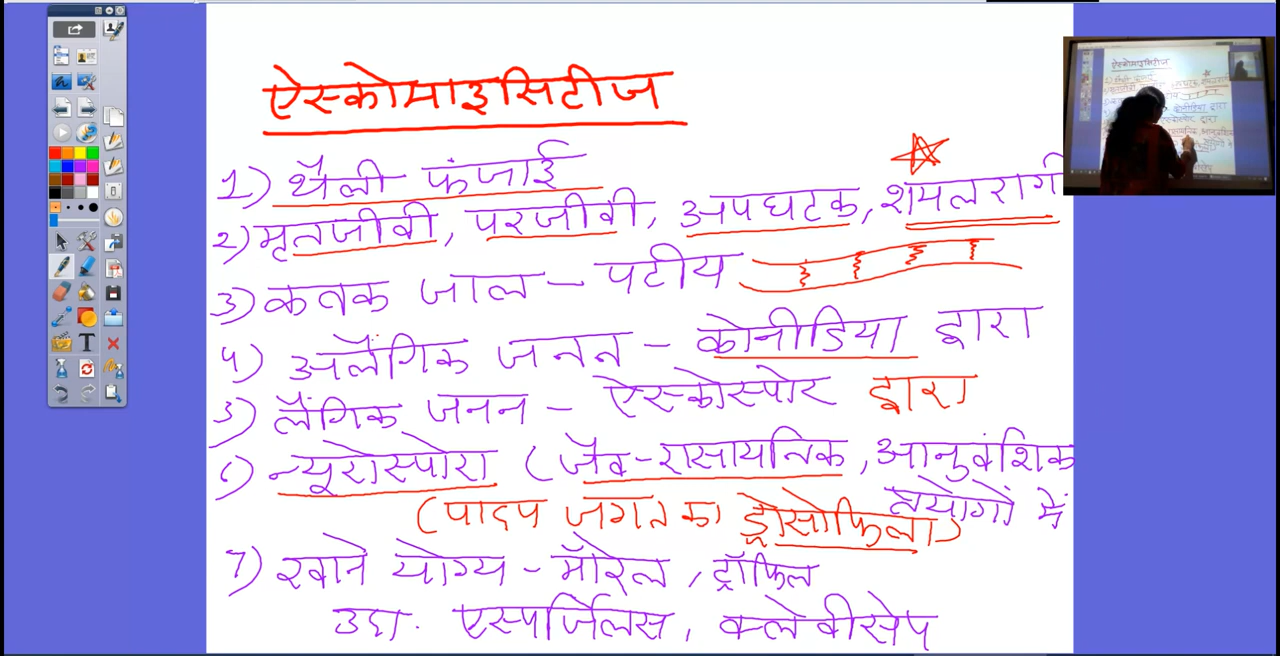 ऐस्कोमाइसिटीज
1) थैली फंजाई
2) मृतजीवी, परजीवी, अपघटक, शमलरागी
3) कवक जाल – पटीय
4) अलैंगिक जनन – कोनीडिया द्वारा
5) लैंगिक जनन – ऐस्कोस्पोर द्वारा
6) न्यूरोस्पोरा (जैव-रासायनिक, आनुवंशिक
प्रयोगों में
(पादप जगत का ड्रोसोफिला)
7) खाने योग्य – मॉरेल, ट्रॉफिल
उदा. एस्पर्जिलस, क्लेवीसेप